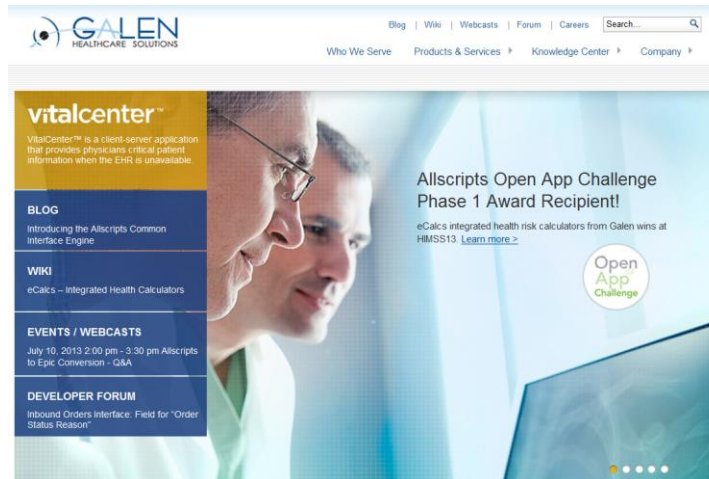 GALEN
HEALTHCARE SOLUTIONS
Blog | Wiki | Webcasts | Forum | Careers
Search...
Who We Serve
Products & Services
Knowledge Center
Company
vitalcenter™
VitalCenter™ is a client-server application
that provides physicians critical patient
information when the EHR is unavailable.
BLOG
Introducing the Allscripts Common
Interface Engine
WIKI
eCalcs – Integrated Health Calculators
EVENTS / WEBCASTS
July 10, 2013 2:00 pm - 3:30 pm Allscripts
to Epic Conversion - Q&A
DEVELOPER FORUM
Inbound Orders Interface: Field for “Order
Status Reason”
Allscripts Open App Challenge
Phase 1 Award Recipient!
eCalcs integrated health risk calculators from Galen wins at
HIMSS13. Learn more >
Open
App
Challenge